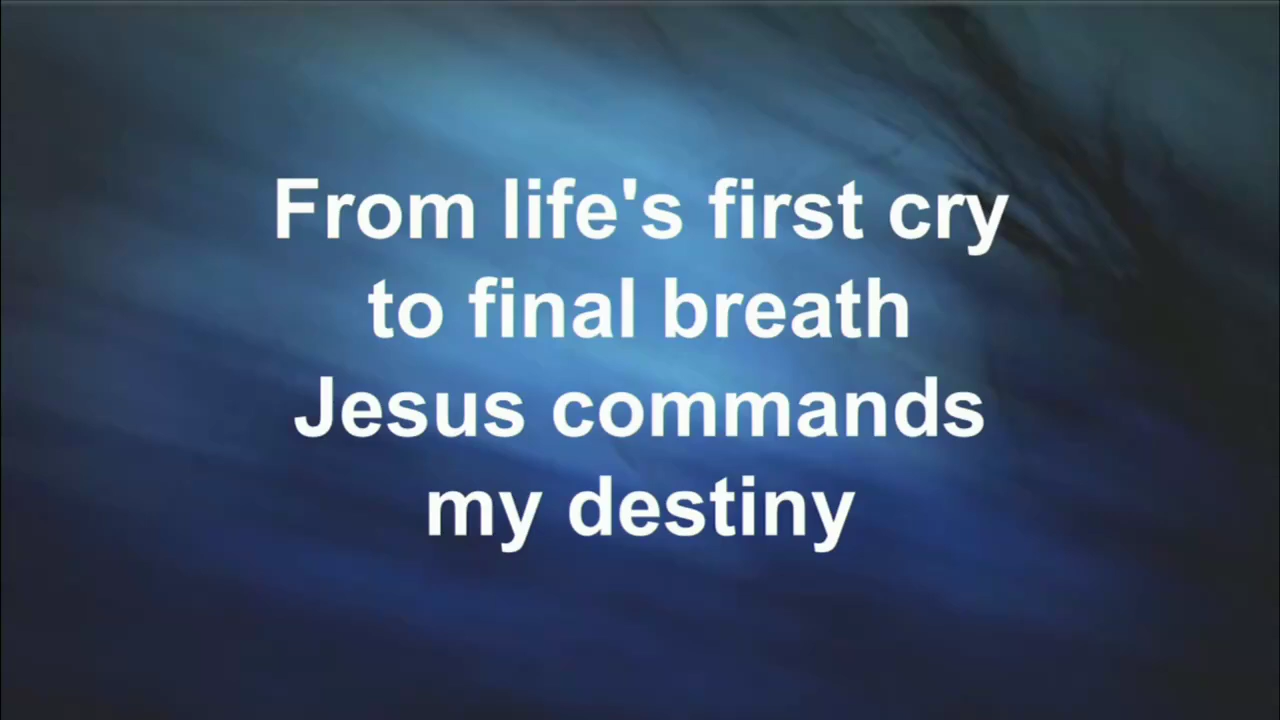 From life's first cry
to final breath
Jesus commands
my destiny